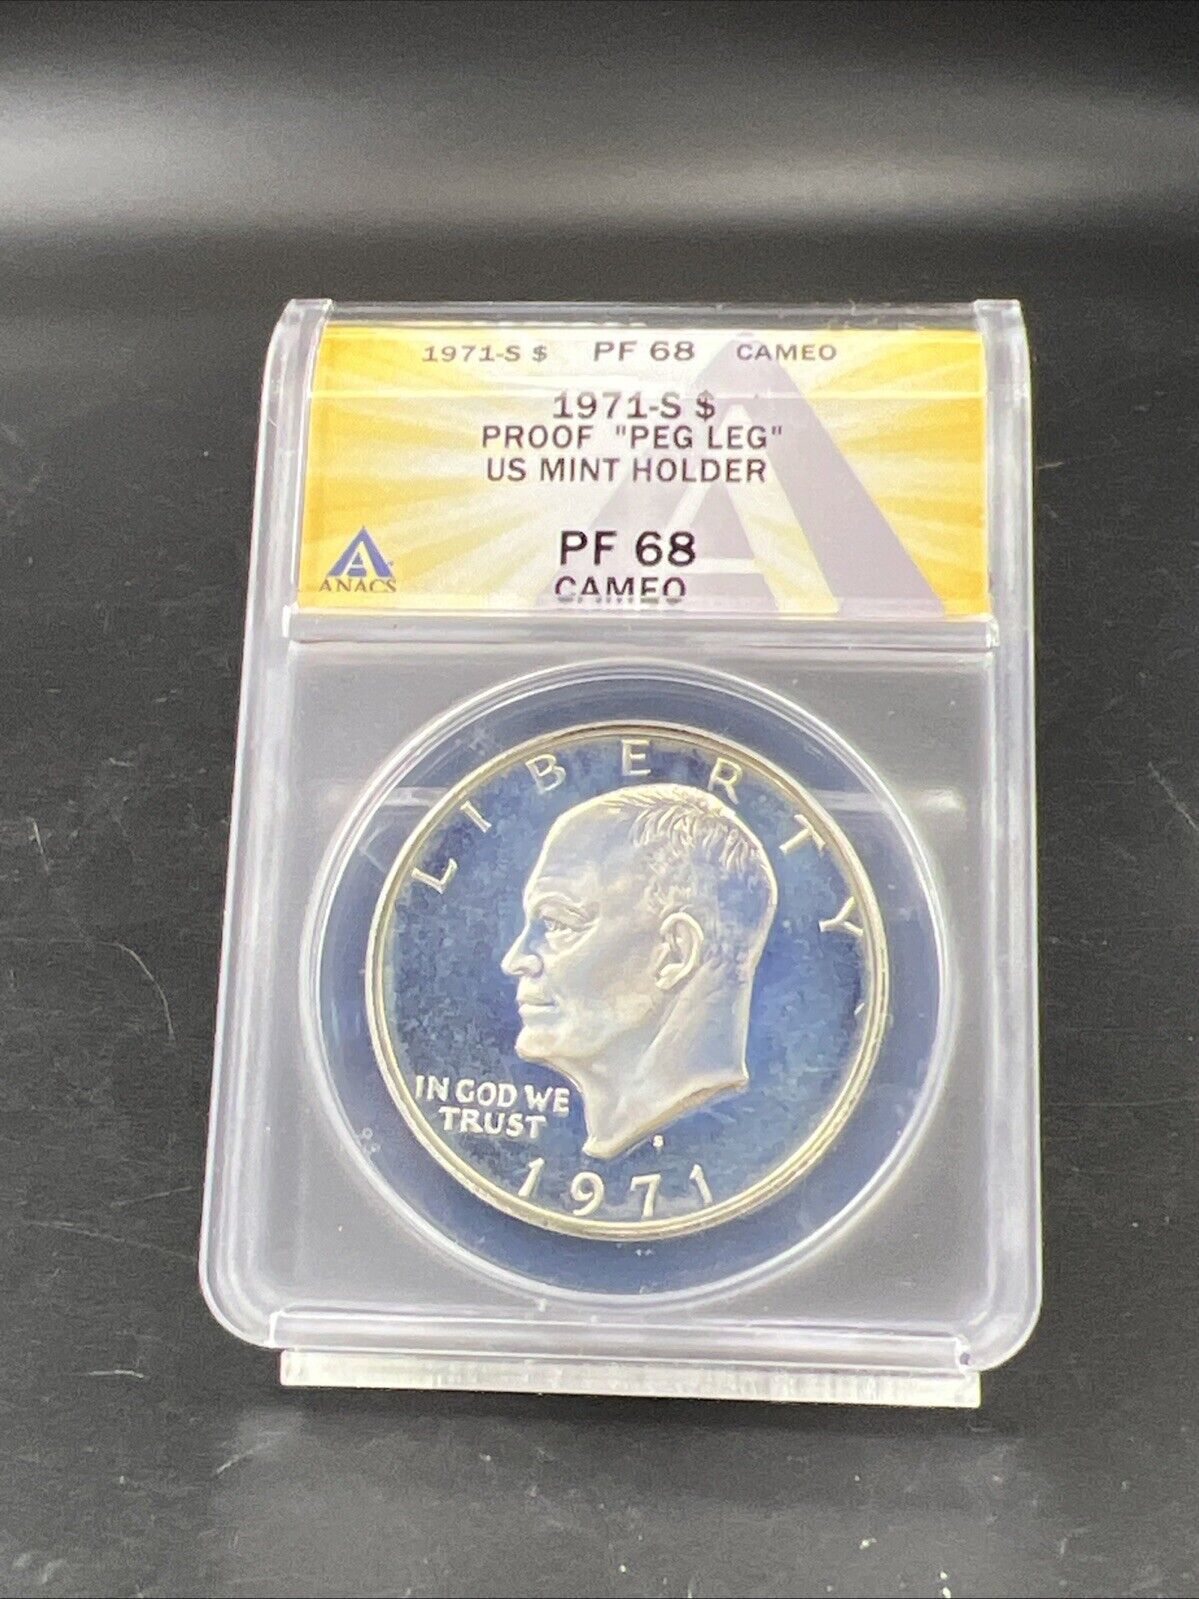 1971-S $ PF 68 CAMEO
1971-S $
PROOF "PEG LEG"
US MINT HOLDER
PF 68
CAMEO
A
ANACS
LIBERTY
IN GOD WE
TRUST
S
1971